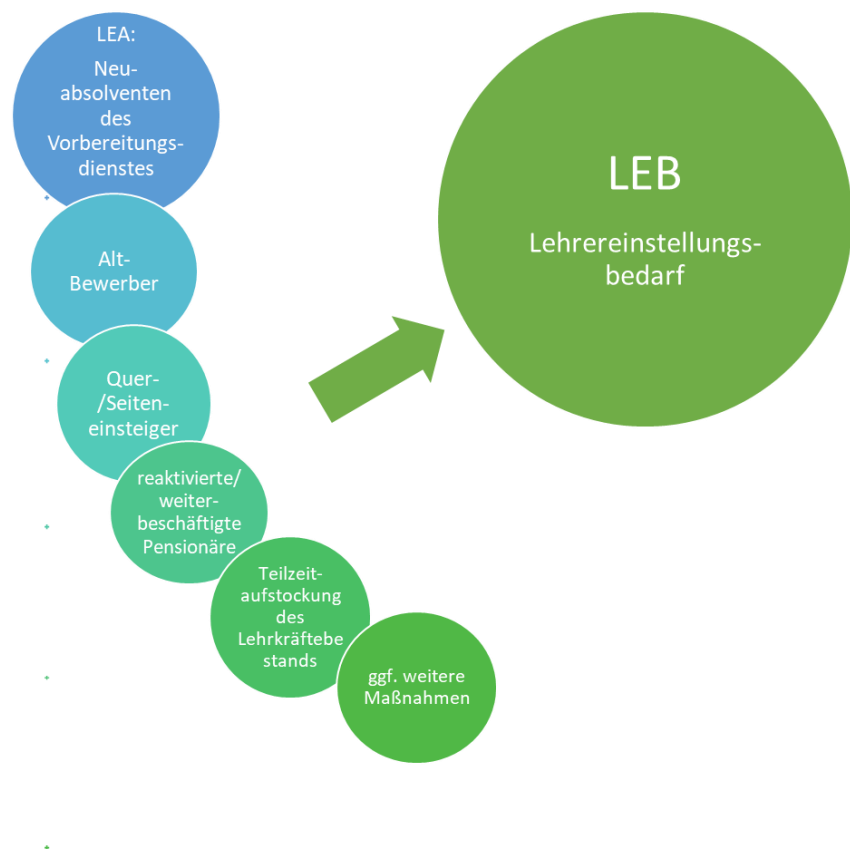 LEA:
Neu-
absolventen
des
Vorbereitungs-
dienstes
Alt-
Bewerber
Quer-
/Seiten-
einsteiger
reaktivierte/
weiter-
beschäftigte
Pensionäre
Teilzeit-
aufstockung
des
Lehrkräftebe
stands
ggf. weitere
Maßnahmen
LEB
Lehrereinstellungs-
bedarf